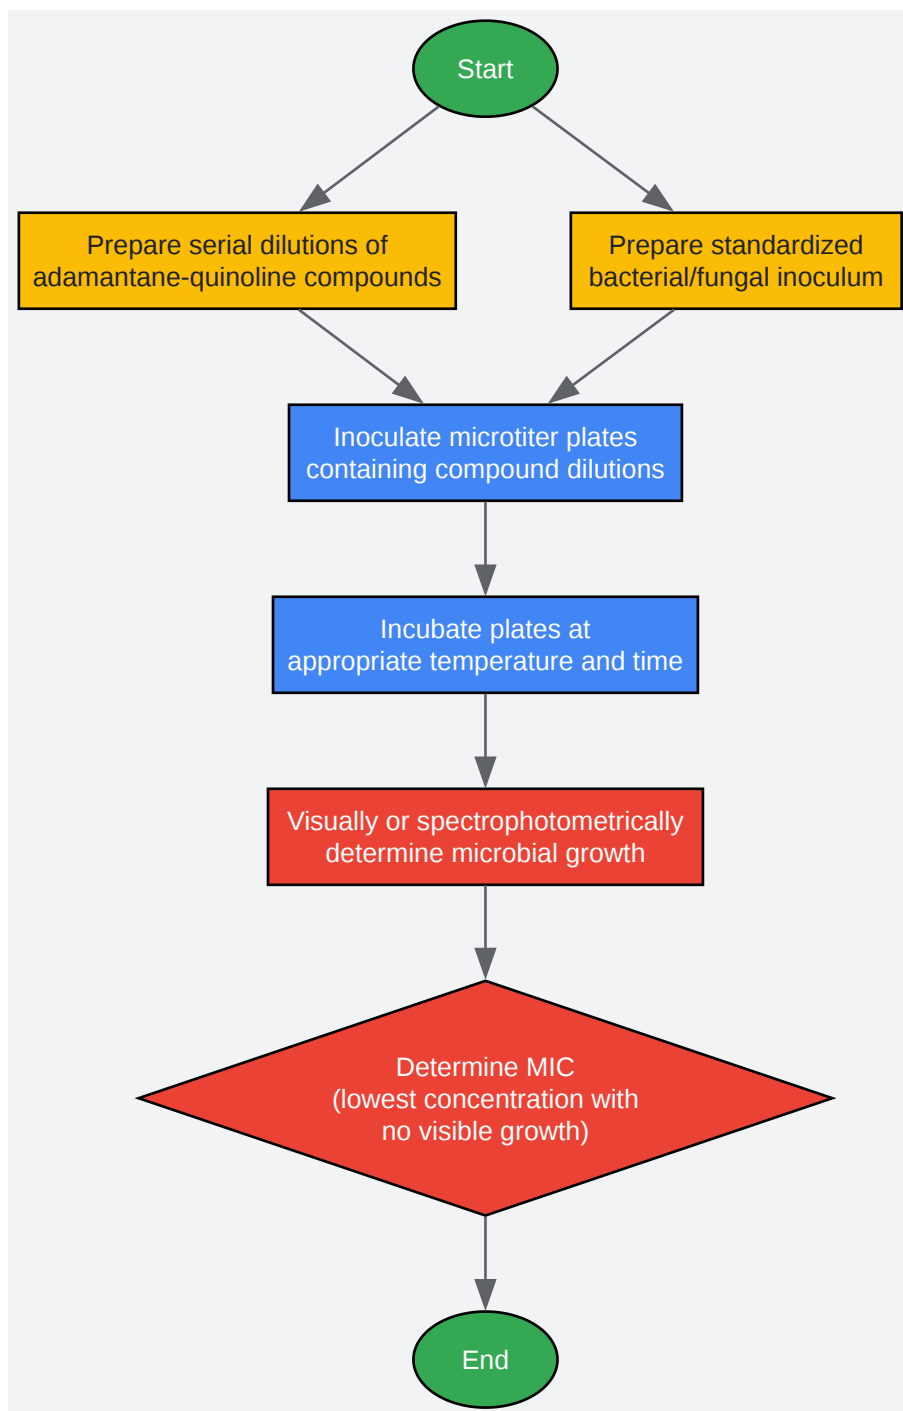 Start
Prepare serial dilutions of
adamantane-quinoline compounds
Prepare standardized
bacterial/fungal inoculum
Inoculate microtiter plates
containing compound dilutions
Incubate plates at
appropriate temperature and time
Visually or spectrophotometrically
determine microbial growth
Determine MIC
(lowest concentration with
no visible growth)
End